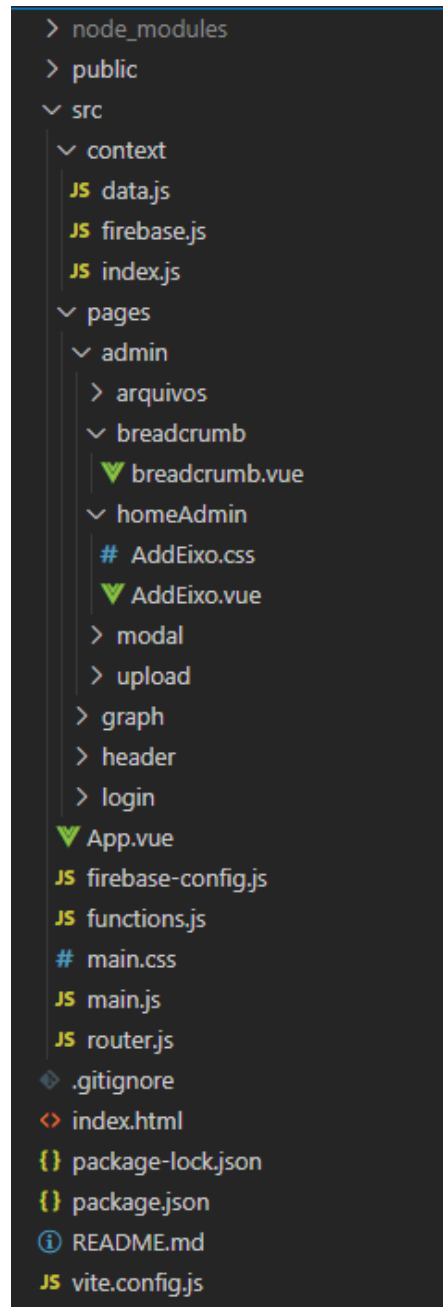 node_modules
public
src
context
JS data.js
JS firebase.js
JS index.js
pages
admin
arquivos
breadcrumb
breadcrumb.vue
homeAdmin
# AddEixo.css
AddEixo.vue
modal
upload
graph
header
login
App.vue
JS firebase-config.js
JS functions.js
# main.css
JS main.js
JS router.js
.gitignore
<> index.html
{} package-lock.json
{} package.json
README.md
JS vite.config.js